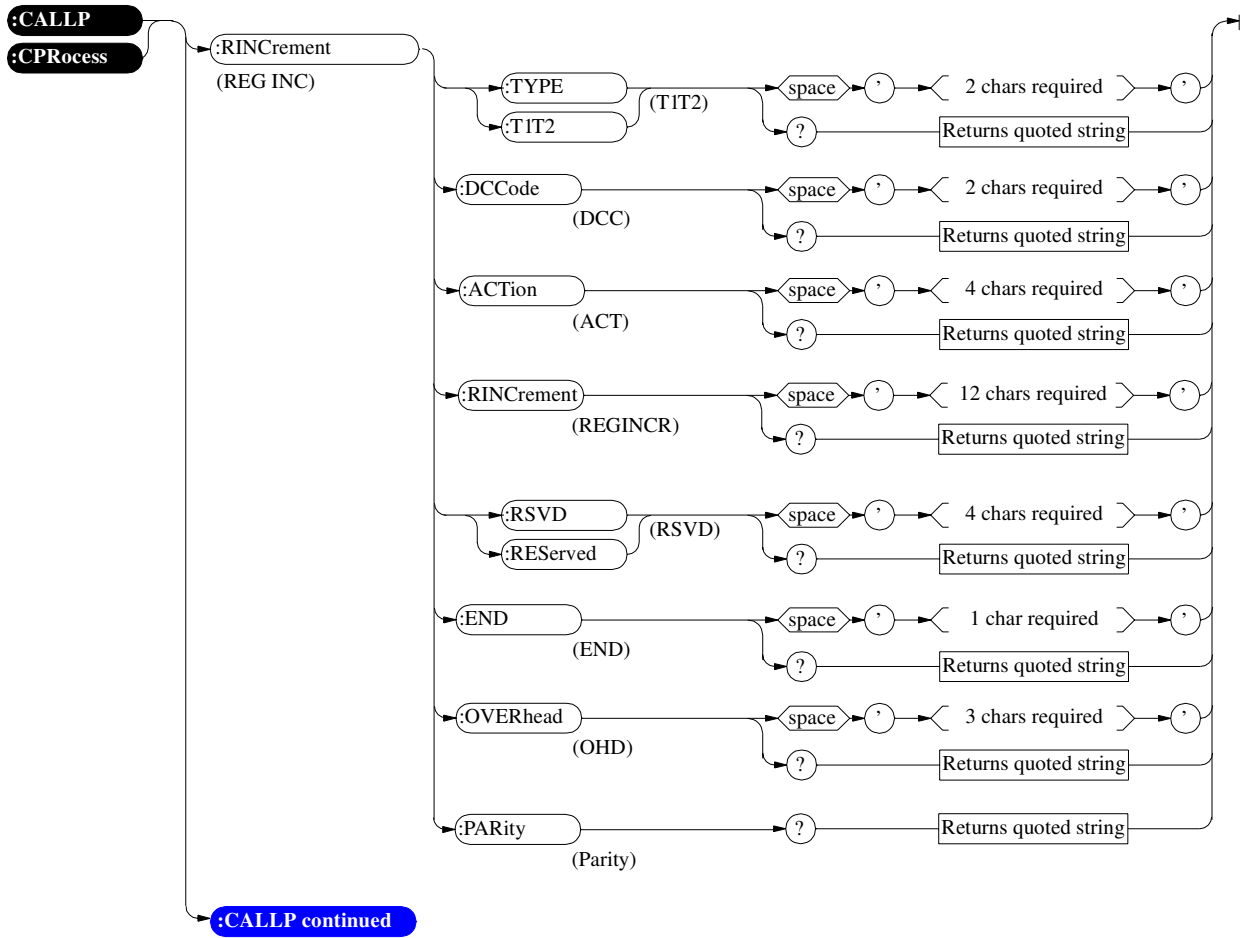 :CALLP
:CPRocess
:RINCrement
(REG INC)
:TYPE
:T1T2
(T1T2)
space ’ 2 chars required ’
? Returns quoted string
:DCCode
(DCC)
space ’ 2 chars required ’
? Returns quoted string
:ACTion
(ACT)
space ’ 4 chars required ’
? Returns quoted string
:RINCrement
(REGINCR)
space ’ 12 chars required ’
? Returns quoted string
:RSVD
:REServed
(RSVD)
space ’ 4 chars required ’
? Returns quoted string
:END
(END)
space ’ 1 char required ’
? Returns quoted string
:OVERhead
(OHD)
space ’ 3 chars required ’
? Returns quoted string
:PARity
(Parity)
? Returns quoted string
:CALLP continued